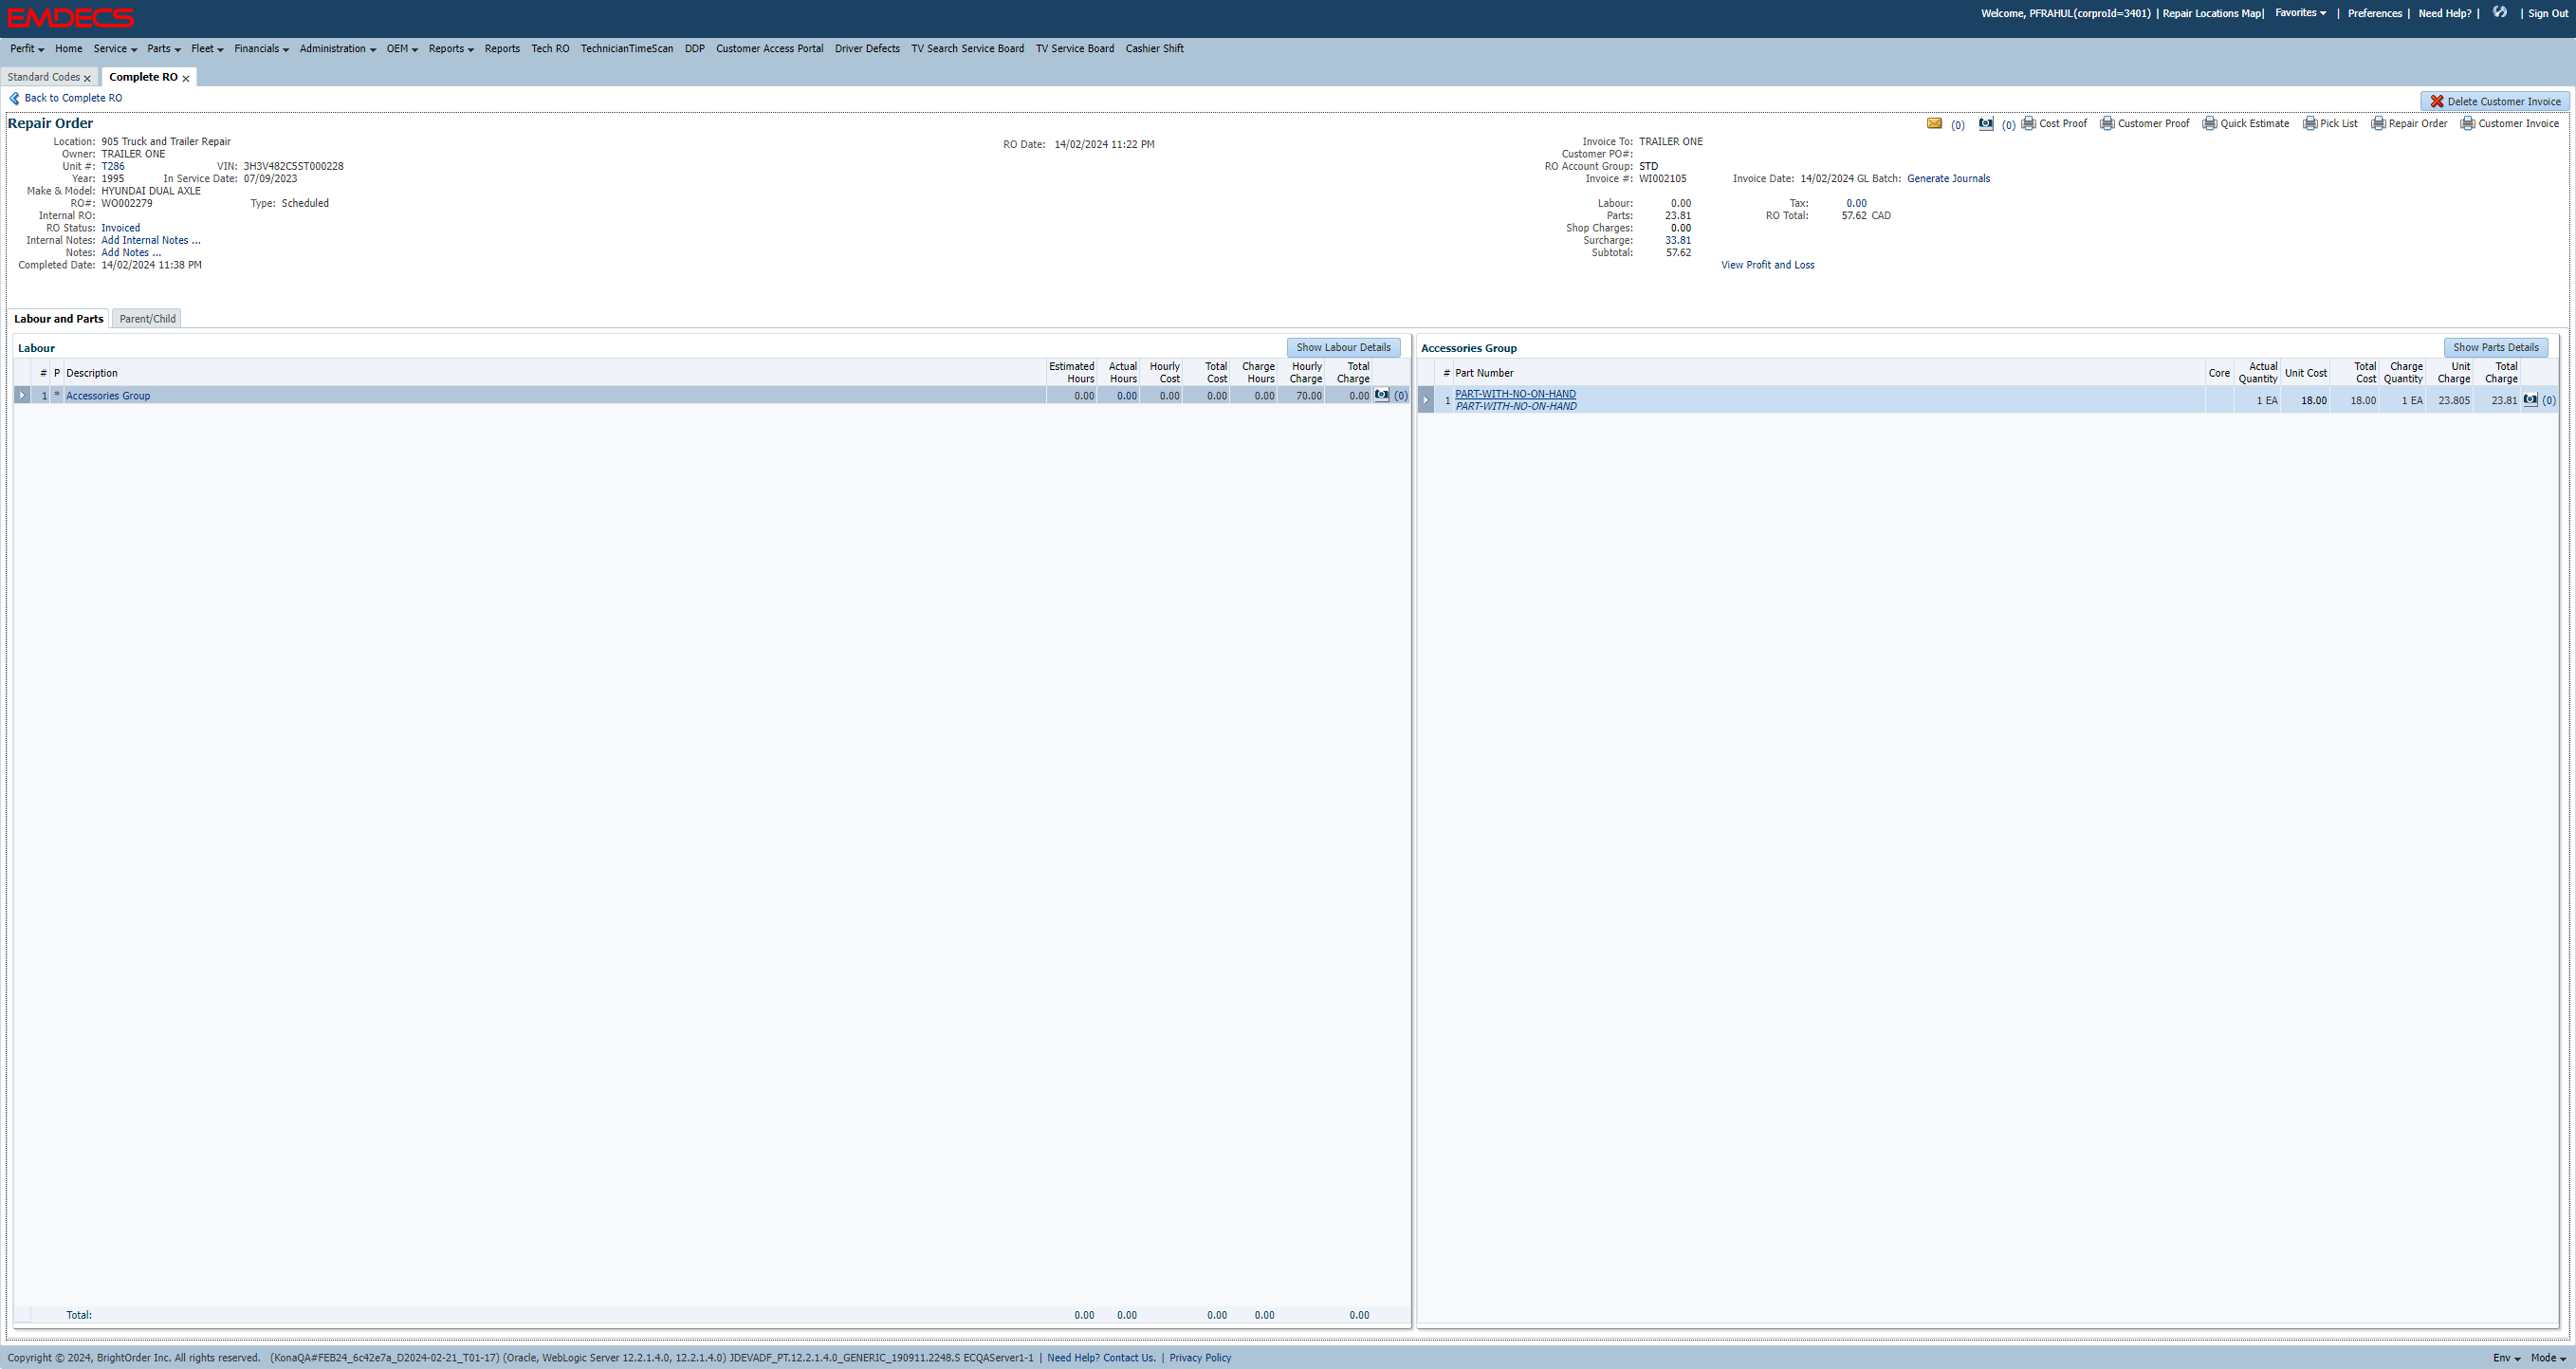 EMDECS
Welcome, PFRAHUL(corproId=3401) | Repair Locations Map| Favorites | Preferences | Need Help? | | Sign Out
Perfit Home Service Parts Fleet Financials Administration OEM Reports Reports Tech RO TechnicianTimeScan DDP Customer Access Portal Driver Defects TV Search Service Board TV Service Board Cashier Shift
Standard Codes x Complete RO x
Back to Complete RO
Delete Customer Invoice
Repair Order
(0) (0) Cost Proof Customer Proof Quick Estimate Pick List Repair Order Customer Invoice
Location: 905 Truck and Trailer Repair
Owner: TRAILER ONE
Unit #: T286 VIN: 3H3V482C5ST000228
Year: 1995 In Service Date: 07/09/2023
Make & Model: HYUNDAI DUAL AXLE
RO#: WO002279 Type: Scheduled
Internal RO:
RO Status: Invoiced
Internal Notes: Add Internal Notes ...
Notes: Add Notes ...
Completed Date: 14/02/2024 11:38 PM
RO Date: 14/02/2024 11:22 PM
Invoice To: TRAILER ONE
Customer PO#:
RO Account Group: STD
Invoice #: WI002105 Invoice Date: 14/02/2024 GL Batch: Generate Journals
Labour: 0.00 Tax: 0.00
Parts: 23.81 RO Total: 57.62 CAD
Shop Charges: 0.00
Surcharge: 33.81
Subtotal: 57.62
View Profit and Loss
Labour and Parts Parent/Child
Labour Show Labour Details
# P Description Estimated Hours Actual Hours Hourly Cost Total Cost Charge Hours Hourly Charge Total Charge
1 * Accessories Group 0.00 0.00 0.00 0.00 0.00 70.00 0.00 (0)
Total: 0.00 0.00 0.00 0.00 0.00
Accessories Group Show Parts Details
# Part Number Core Actual Quantity Unit Cost Total Cost Charge Quantity Unit Charge Total Charge
1 PART-WITH-NO-ON-HAND 1 EA 18.00 18.00 1 EA 23.805 23.81 (0)
PART-WITH-NO-ON-HAND
Copyright © 2024, BrightOrder Inc. All rights reserved. (KonaQA#FEB24_6c42e7a_D2024-02-21_T01-17) (Oracle, WebLogic Server 12.2.1.4.0, 12.2.1.4.0) JDEVADF_PT.12.2.1.4.0_GENERIC_190911.2248.S ECQAServer1-1 | Need Help? Contact Us. | Privacy Policy
Env Mode